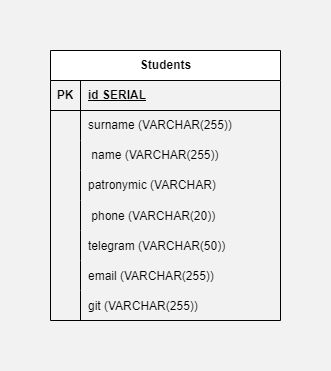 Students
PK id SERIAL
surname (VARCHAR(255))
name (VARCHAR(255))
patronymic (VARCHAR)
phone (VARCHAR(20))
telegram (VARCHAR(50))
email (VARCHAR(255))
git (VARCHAR(255))